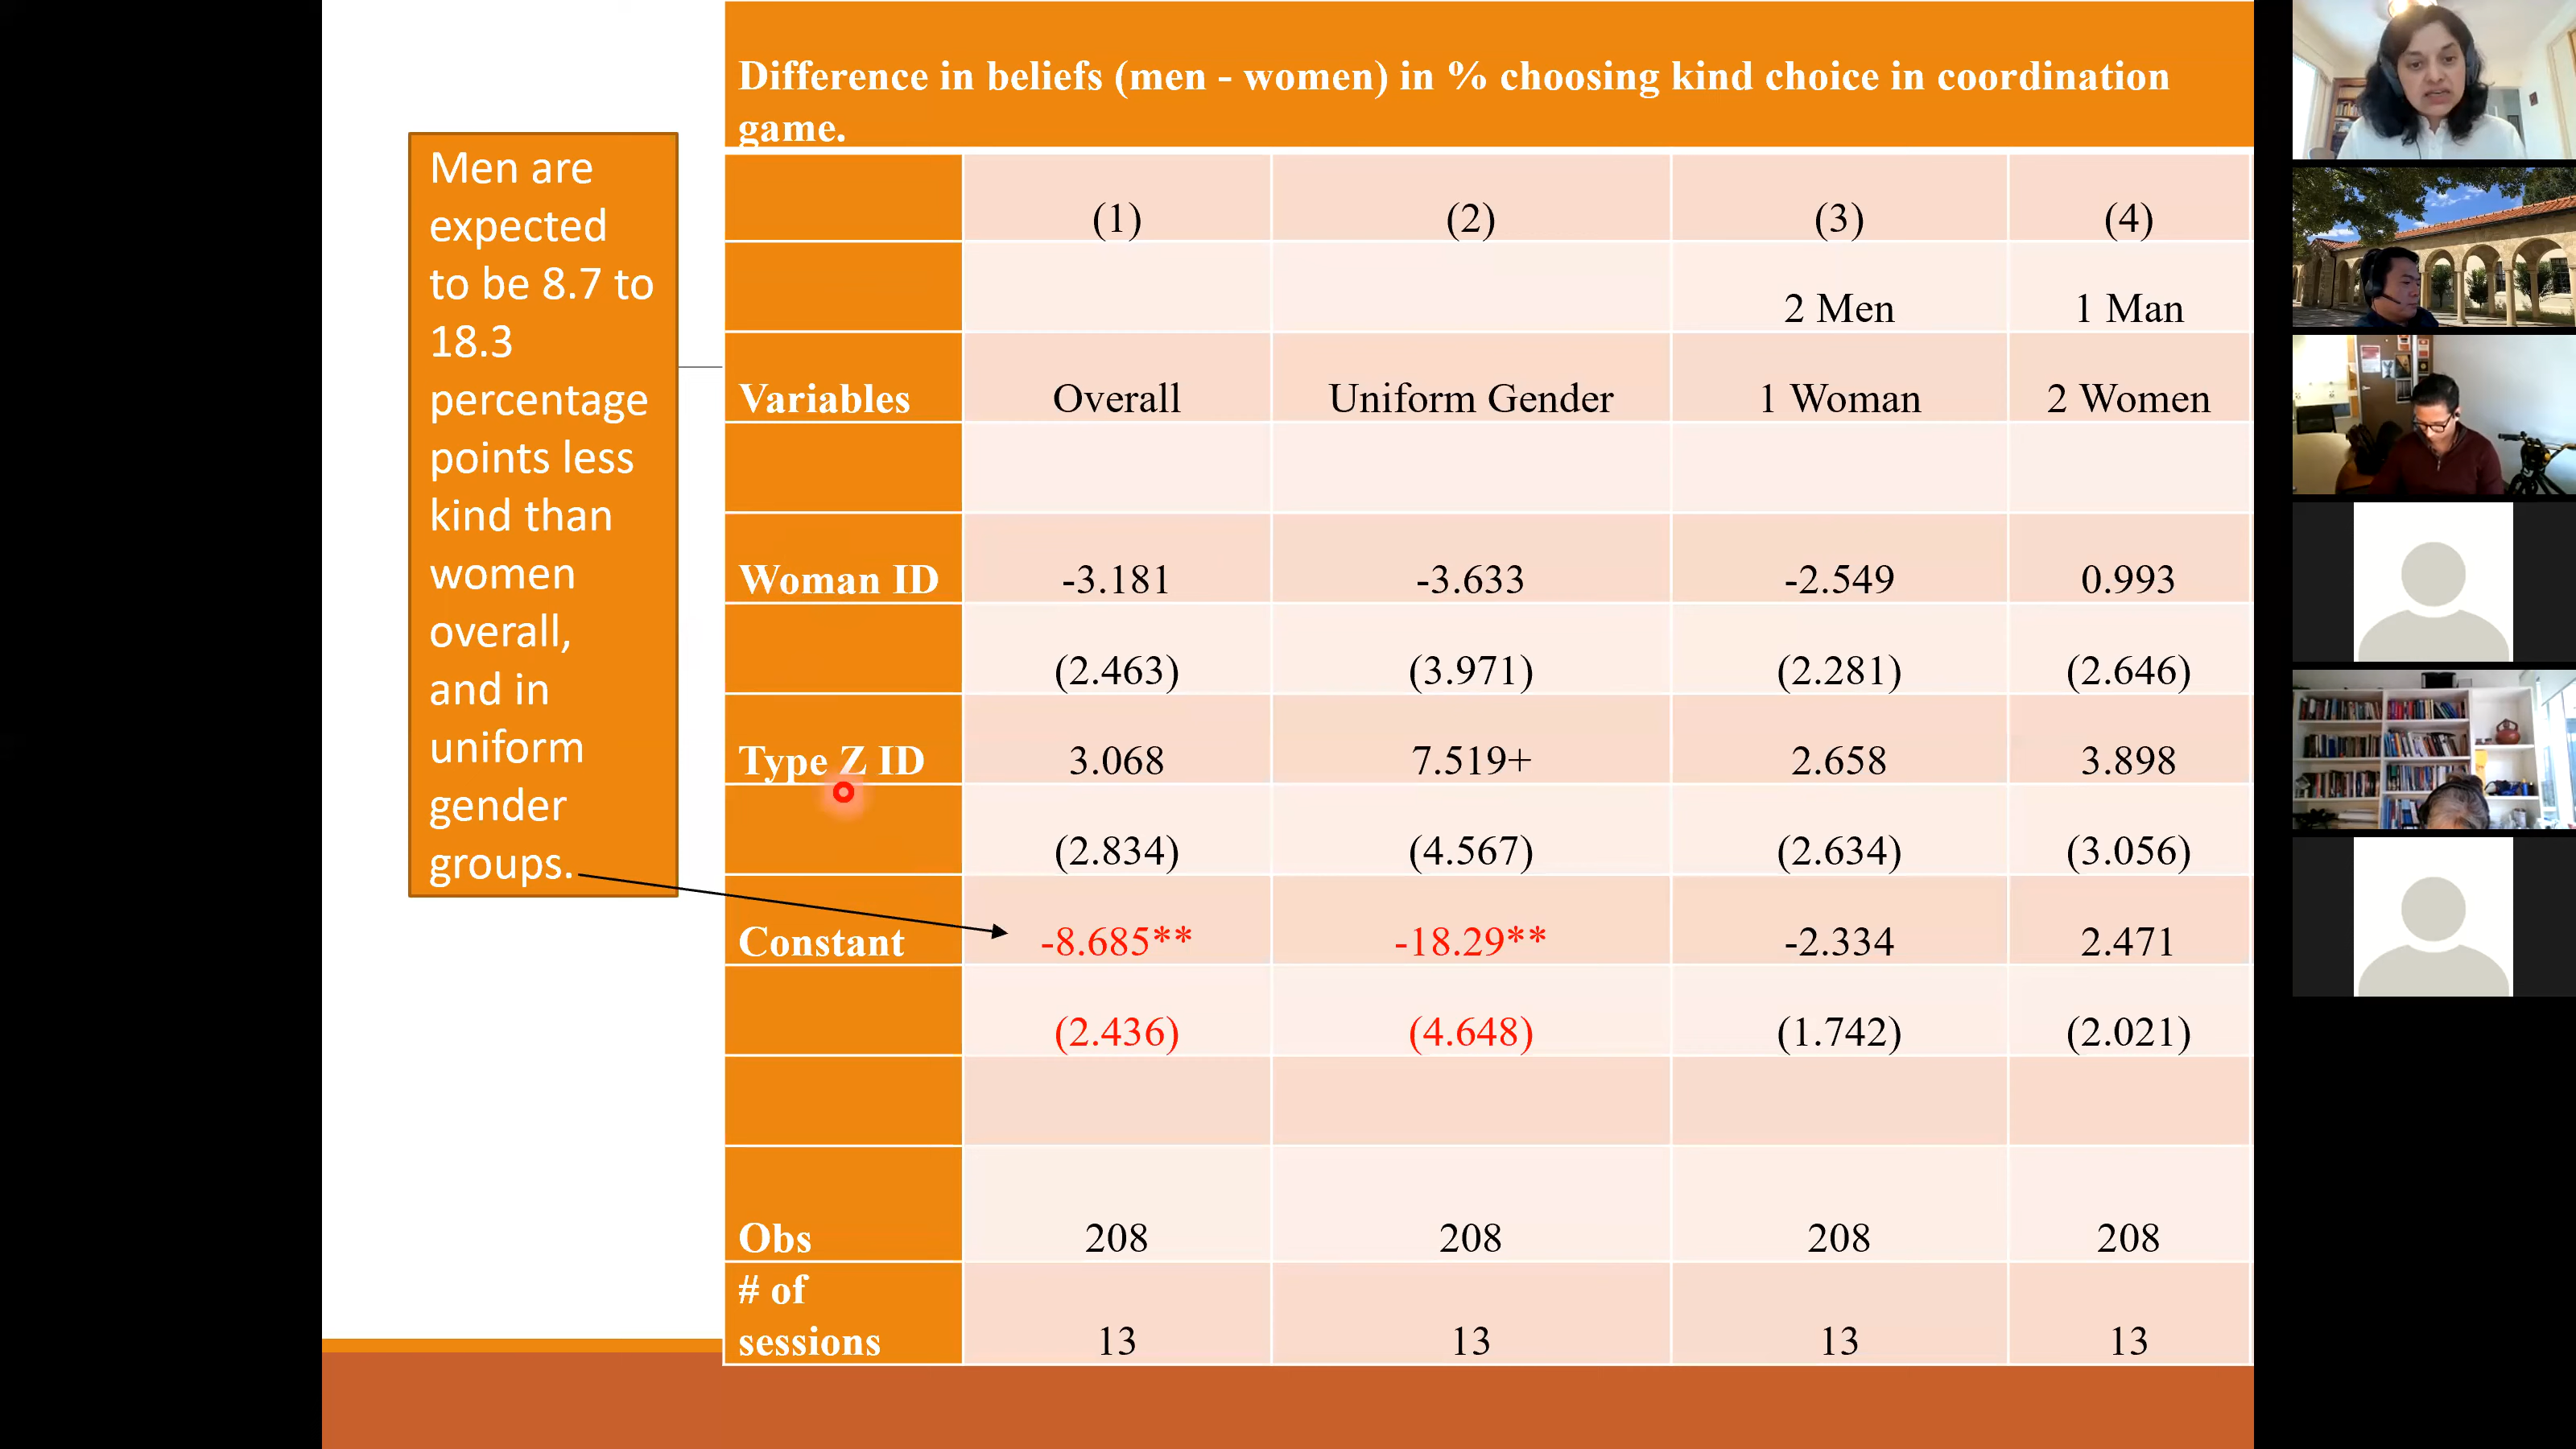 Difference in beliefs (men - women) in % choosing kind choice in coordination
game.
Men are
expected
to be 8.7 to
18.3
percentage
points less
kind than
women
overall,
and in
uniform
gender
groups.
(1) (2) (3) (4)
2 Men 1 Man
Variables Overall Uniform Gender 1 Woman 2 Women
Woman ID -3.181 -3.633 -2.549 0.993
(2.463) (3.971) (2.281) (2.646)
Type Z ID 3.068 7.519+ 2.658 3.898
(2.834) (4.567) (2.634) (3.056)
Constant -8.685** -18.29** -2.334 2.471
(2.436) (4.648) (1.742) (2.021)
Obs 208 208 208 208
# of
sessions 13 13 13 13